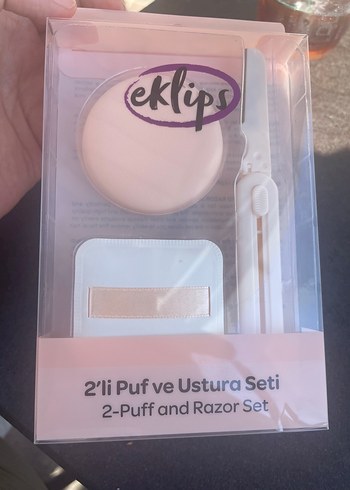 eklips
2'li Puf ve Ustura Seti
2-Puff and Razor Set